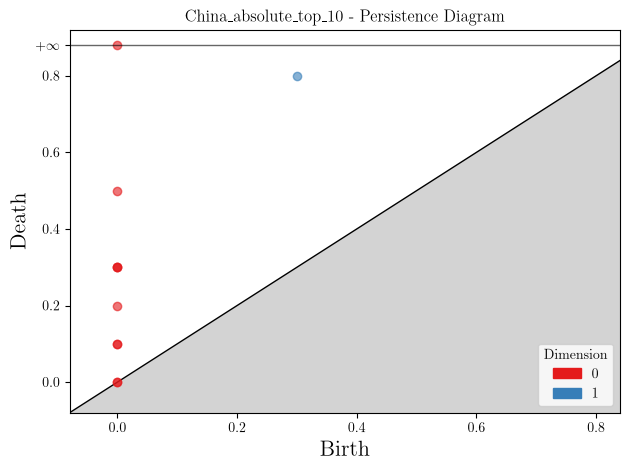 China_absolute_top_10 - Persistence Diagram
+∞
0.8
0.6
0.4
0.2
0.0
Death
0.0 0.2 0.4 0.6 0.8
Birth
Dimension
0
1